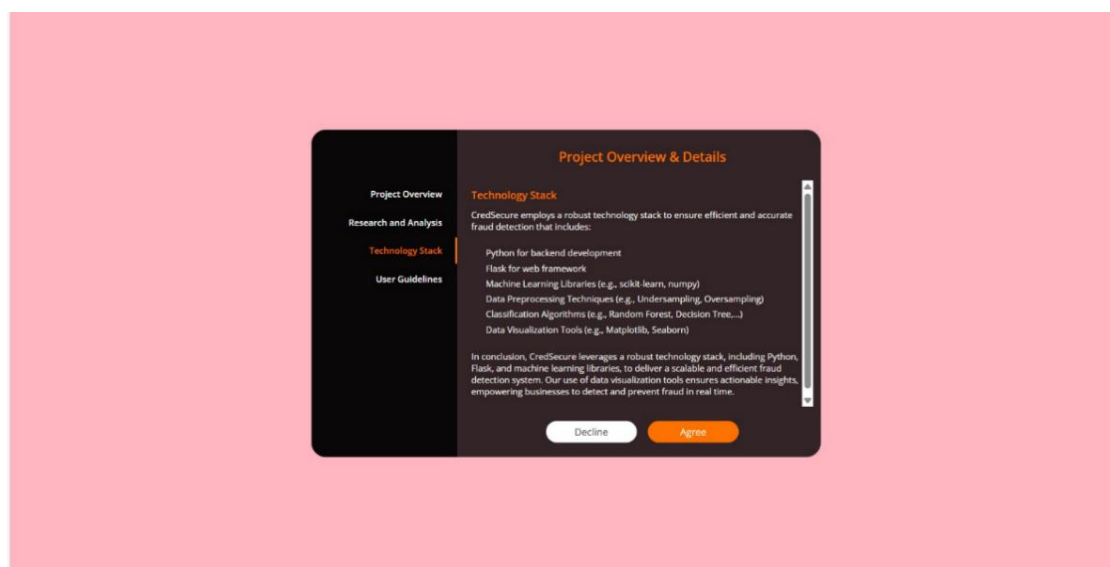 Project Overview & Details
Project Overview
Research and Analysis
Technology Stack
User Guidelines
Technology Stack
CredSecure employs a robust technology stack to ensure efficient and accurate
fraud detection that includes:
Python for backend development
Flask for web framework
Machine Learning Libraries (e.g., scikit-learn, numpy)
Data Preprocessing Techniques (e.g., Undersampling, Oversampling)
Classification Algorithms (e.g., Random Forest, Decision Tree,...)
Data Visualization Tools (e.g., Matplotlib, Seaborn)
In conclusion, CredSecure leverages a robust technology stack, including Python,
Flask, and machine learning libraries, to deliver a scalable and efficient fraud
detection system. Our use of data visualization tools ensures actionable insights,
empowering businesses to detect and prevent fraud in real time.
Decline
Agree